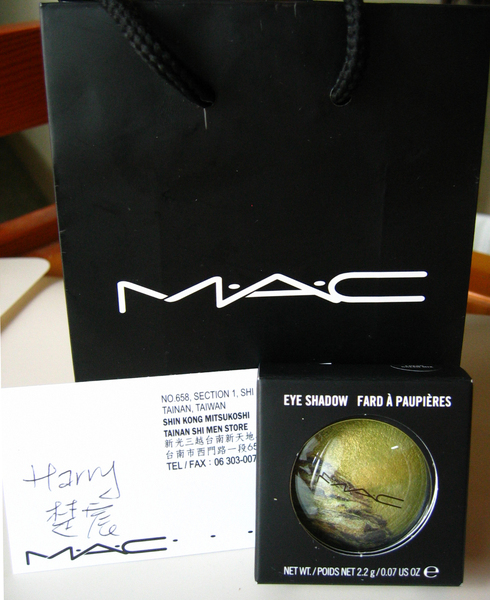 M·A·C
NO.658, SECTION 1, SHI
TAINAN, TAIWAN
SHIN KONG MITSUKOSHI
TAINAN SHI MEN STORE
新光三越台南新天地
台南市西門路一段65
TEL / FAX : 06 303-007
Harry
楚宸
M·A·C
EYE SHADOW FARD À PAUPIÈRES
M·A·C
NET WT./POIDS NET 2.2 g/0.07 US OZ e